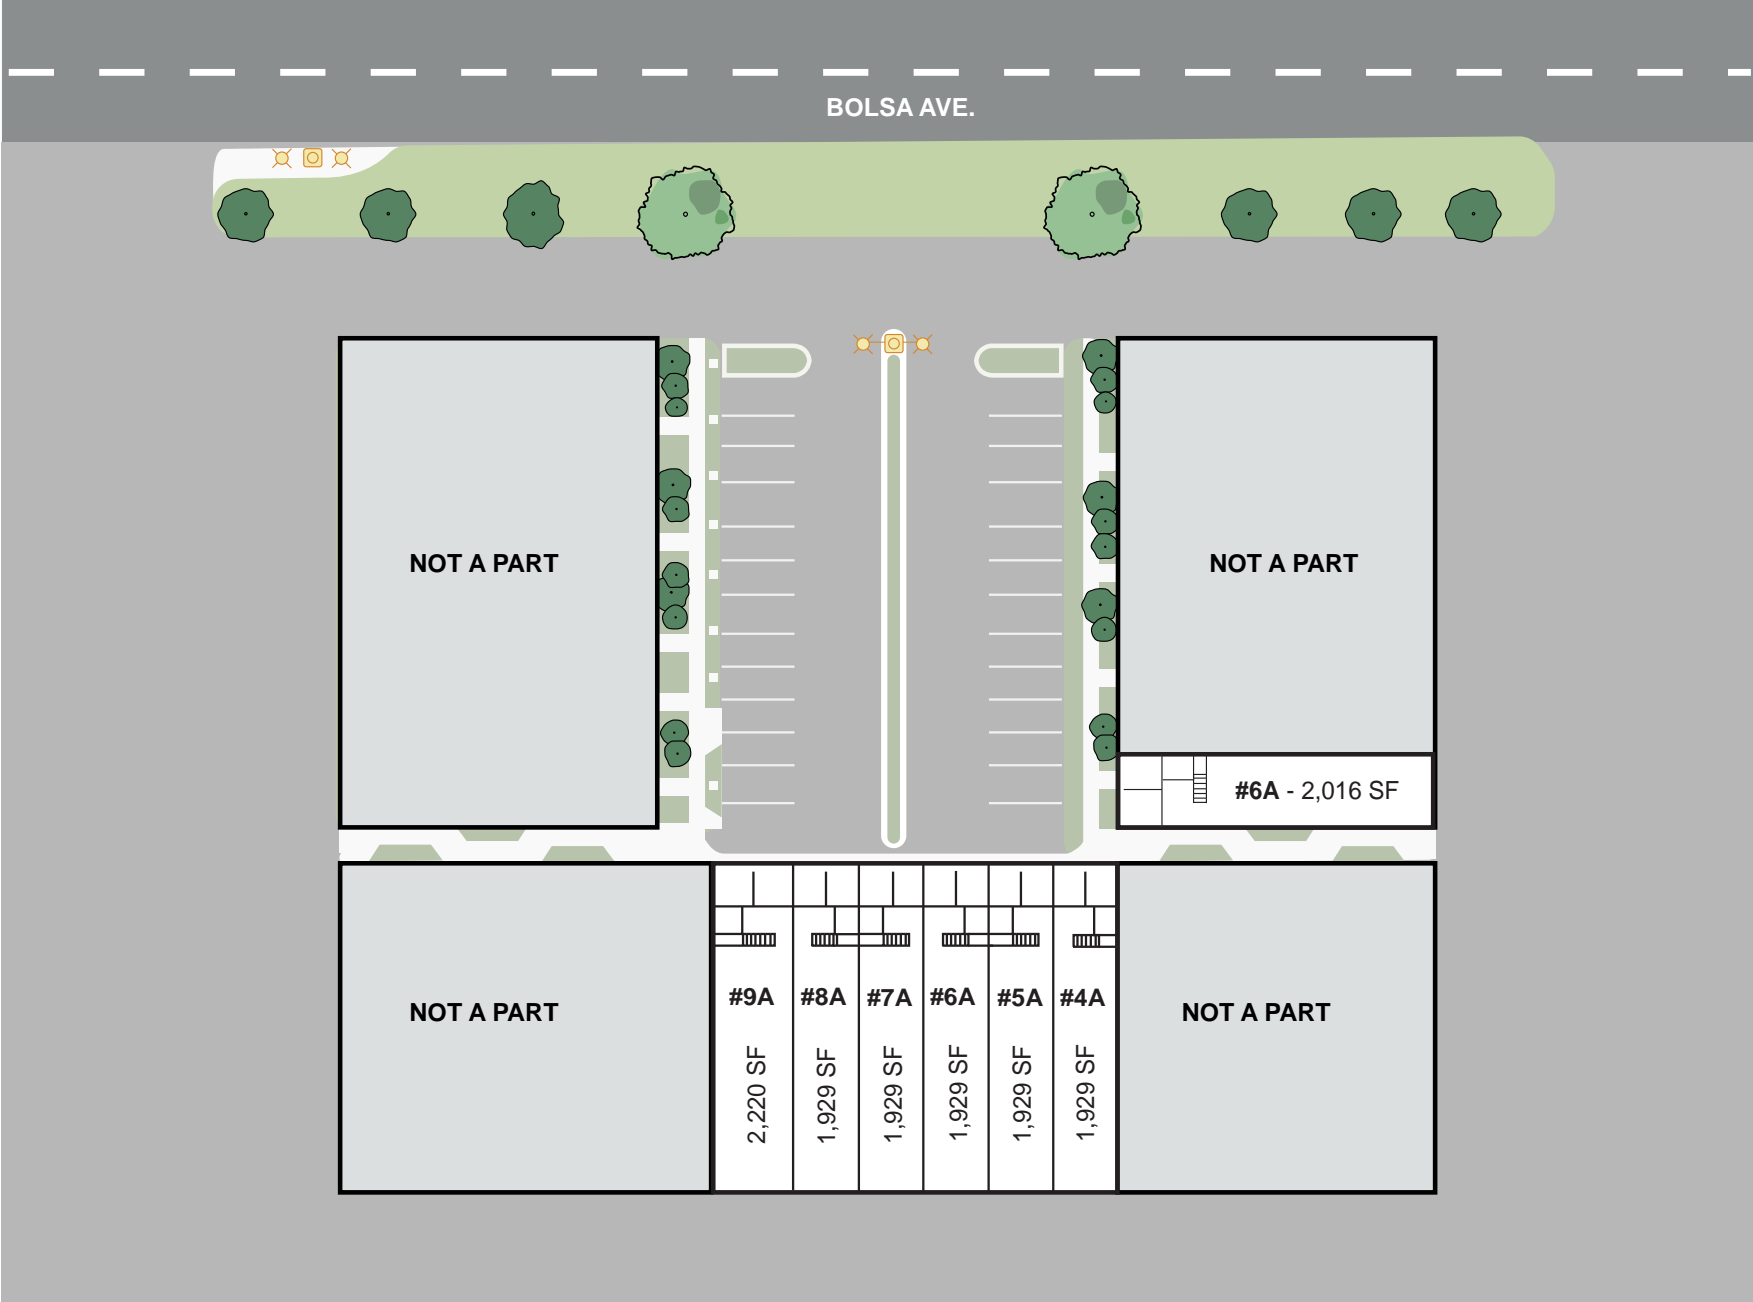 BOLSA AVE.
NOT A PART
NOT A PART
#6A - 2,016 SF
NOT A PART
#9A
2,220 SF
#8A
1,929 SF
#7A
1,929 SF
#6A
1,929 SF
#5A
1,929 SF
#4A
1,929 SF
NOT A PART